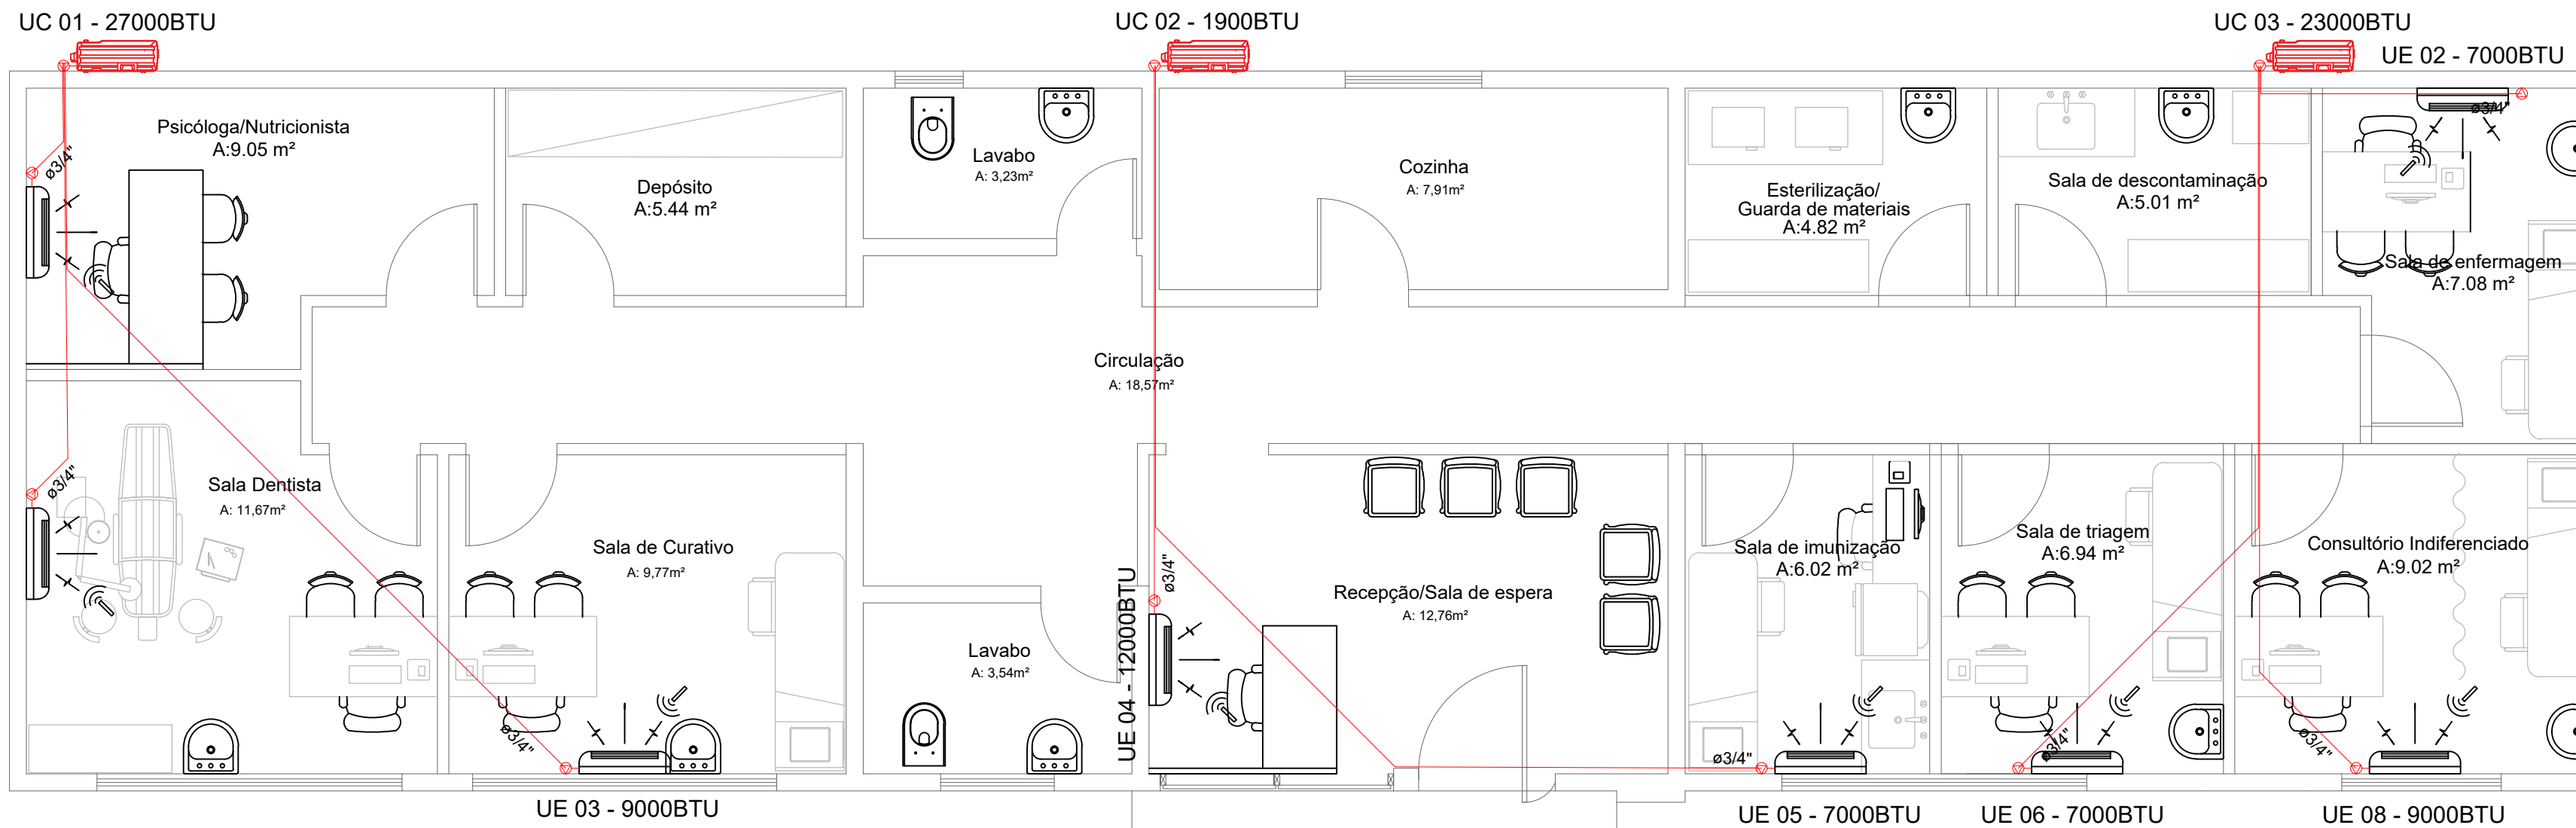 UC 01 - 27000BTU
UC 02 - 1900BTU
UC 03 - 23000BTU
UE 02 - 7000BTU
ø3/4"
Psicóloga/Nutricionista
A:9.05 m²
ø3/4"
Depósito
A:5.44 m²
Lavabo
A: 3,23m²
Cozinha
A: 7,91m²
Esterilização/
Guarda de materiais
A:4.82 m²
Sala de descontaminação
A:5.01 m²
Sala de enfermagem
A:7.08 m²
Circulação
A: 18,57m²
ø3/4"
Sala Dentista
A: 11,67m²
Sala de Curativo
A: 9,77m²
ø3/4"
Lavabo
A: 3,54m²
UE 04 - 12000BTU
ø3/4"
Recepção/Sala de espera
A: 12,76m²
Sala de imunização
A:6.02 m²
Sala de triagem
A:6.94 m²
Consultório Indiferenciado
A:9.02 m²
ø3/4"
ø3/4"
ø3/4"
UE 03 - 9000BTU
UE 05 - 7000BTU
UE 06 - 7000BTU
UE 08 - 9000BTU